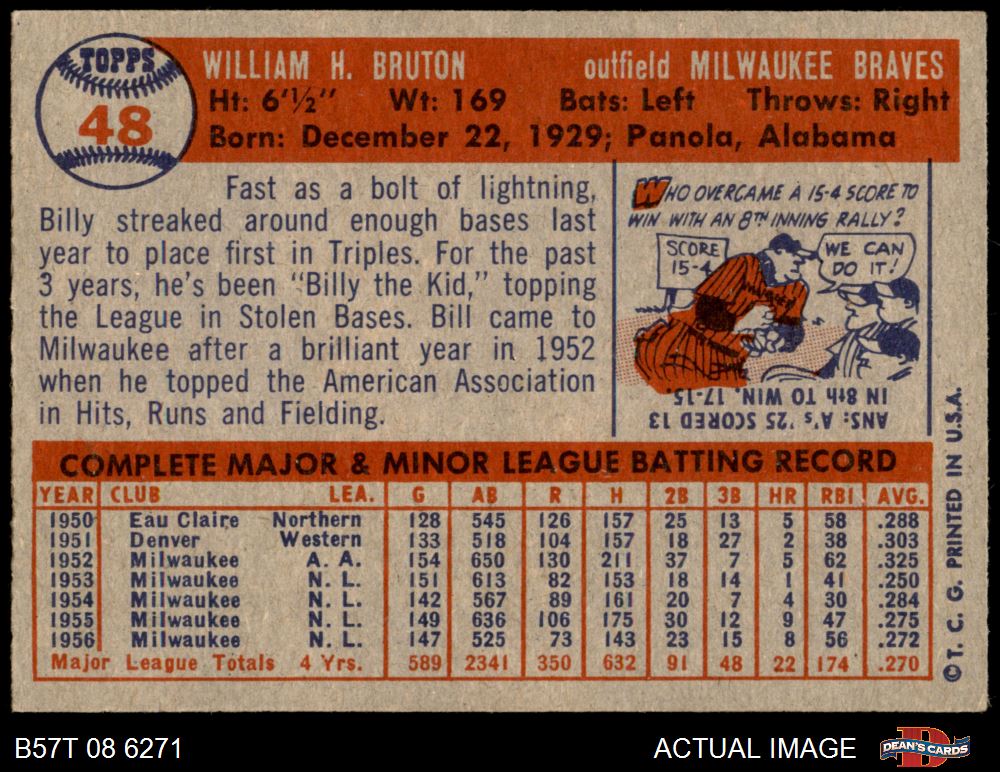 TOPPS
48
WILLIAM H. BRUTON outfield MILWAUKEE BRAVES
Ht: 6'½" Wt: 169 Bats: Left Throws: Right
Born: December 22, 1929; Panola, Alabama
Fast as a bolt of lightning,
Billy streaked around enough bases last
year to place first in Triples. For the past
3 years, he's been "Billy the Kid," topping
the League in Stolen Bases. Bill came to
Milwaukee after a brilliant year in 1952
when he topped the American Association
in Hits, Runs and Fielding.
WHO OVERCAME A 15-4 SCORE TO
WIN WITH AN 8TH INNING RALLY?
SCORE
15-4
WE CAN
DO IT!
ANS: A's '25 SCORED 13
IN 8th TO WIN, 17-15.
COMPLETE MAJOR & MINOR LEAGUE BATTING RECORD
YEAR CLUB LEA. G AB R H 2B 3B HR RBI AVG.
1950 Eau Claire Northern 128 545 126 157 25 13 5 58 .288
1951 Denver Western 133 518 104 157 18 27 2 38 .303
1952 Milwaukee A. A. 154 650 130 211 37 7 5 62 .325
1953 Milwaukee N. L. 151 613 82 153 18 14 1 41 .250
1954 Milwaukee N. L. 142 567 89 161 20 7 4 30 .284
1955 Milwaukee N. L. 149 636 106 175 30 12 9 47 .275
1956 Milwaukee N. L. 147 525 73 143 23 15 8 56 .272
Major League Totals 4 Yrs. 589 2341 350 632 91 48 22 174 .270
© T. C. G. PRINTED IN U.S.A.
B57T 08 6271 ACTUAL IMAGE
DEAN'S CARDS